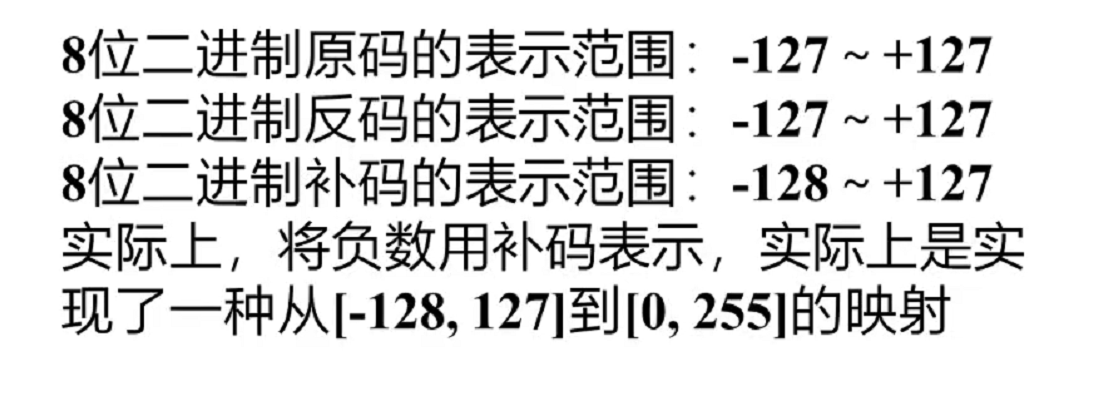 8位二进制原码的表示范围：-127 ~ +127
8位二进制反码的表示范围：-127 ~ +127
8位二进制补码的表示范围：-128 ~ +127
实际上，将负数用补码表示，实际上是实
现了一种从[-128, 127]到[0, 255]的映射